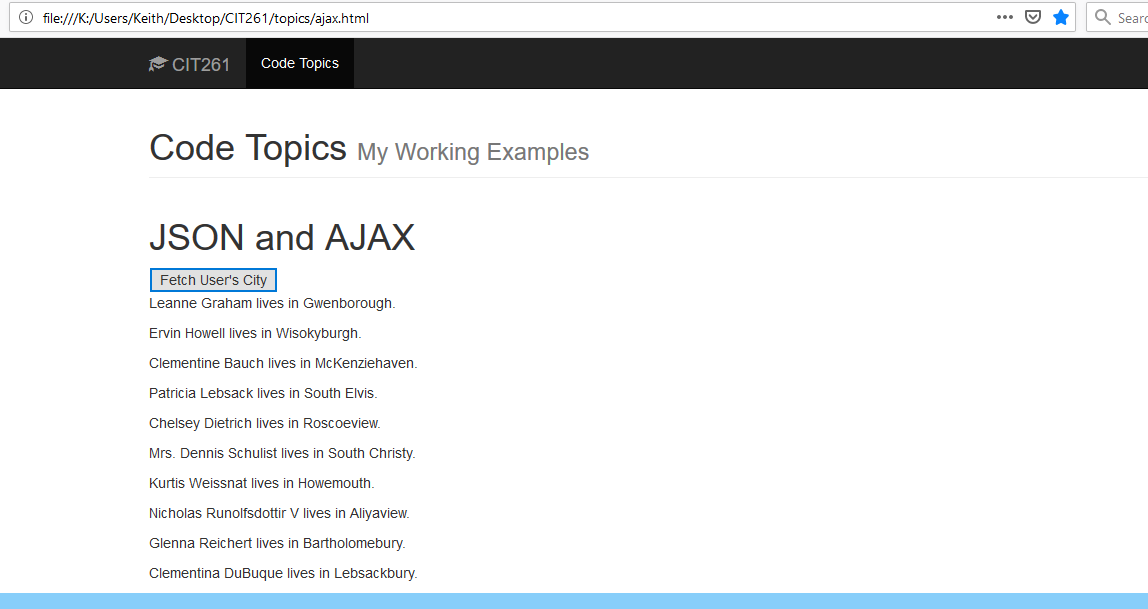 file:///K:/Users/Keith/Desktop/CIT261/topics/ajax.html
Searc
CIT261 Code Topics
Code Topics My Working Examples
JSON and AJAX
Fetch User's City
Leanne Graham lives in Gwenborough.
Ervin Howell lives in Wisokyburgh.
Clementine Bauch lives in McKenziehaven.
Patricia Lebsack lives in South Elvis.
Chelsey Dietrich lives in Roscoeview.
Mrs. Dennis Schulist lives in South Christy.
Kurtis Weissnat lives in Howemouth.
Nicholas Runolfsdottir V lives in Aliyaview.
Glenna Reichert lives in Bartholomebury.
Clementina DuBuque lives in Lebsackbury.